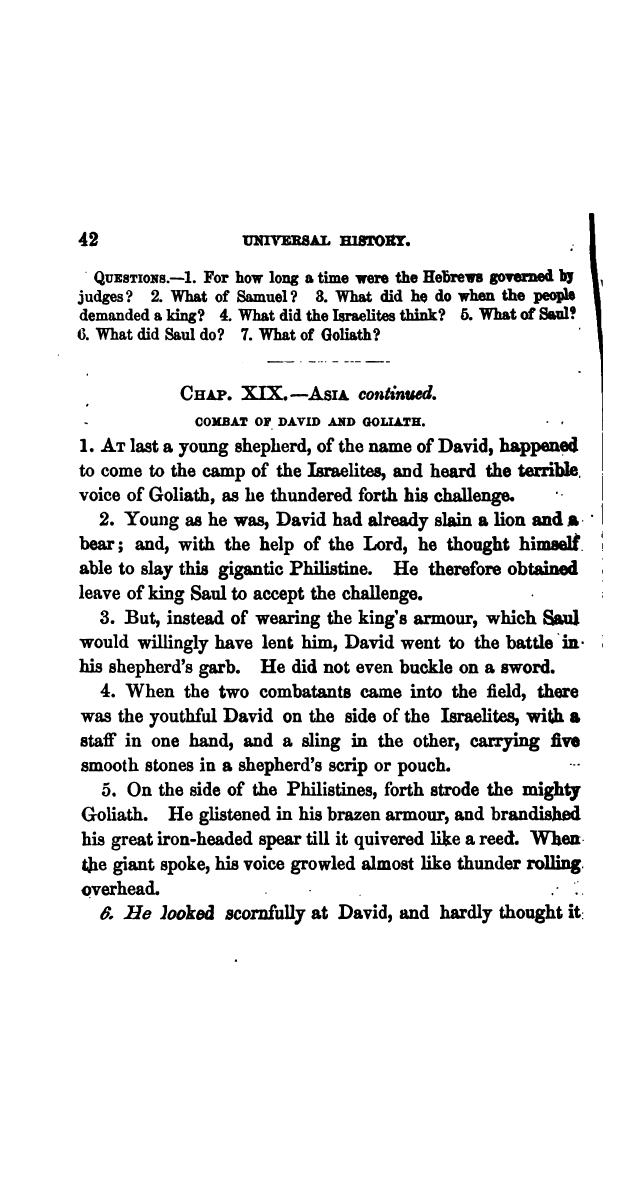 42 UNIVERSAL HISTORY.
QUESTIONS.—1. For how long a time were the Hebrews governed by
judges? 2. What of Samuel? 3. What did he do when the people
demanded a king? 4. What did the Israelites think? 5. What of Saul?
6. What did Saul do? 7. What of Goliath?
CHAP. XIX.—ASIA continued.
COMBAT OF DAVID AND GOLIATH.
1. AT last a young shepherd, of the name of David, happened
to come to the camp of the Israelites, and heard the terrible
voice of Goliath, as he thundered forth his challenge.
2. Young as he was, David had already slain a lion and a
bear; and, with the help of the Lord, he thought himself
able to slay this gigantic Philistine. He therefore obtained
leave of king Saul to accept the challenge.
3. But, instead of wearing the king's armour, which Saul
would willingly have lent him, David went to the battle in
his shepherd's garb. He did not even buckle on a sword.
4. When the two combatants came into the field, there
was the youthful David on the side of the Israelites, with a
staff in one hand, and a sling in the other, carrying five
smooth stones in a shepherd's scrip or pouch.
5. On the side of the Philistines, forth strode the mighty
Goliath. He glistened in his brazen armour, and brandished
his great iron-headed spear till it quivered like a reed. When
the giant spoke, his voice growled almost like thunder rolling
overhead.
6. He looked scornfully at David, and hardly thought it